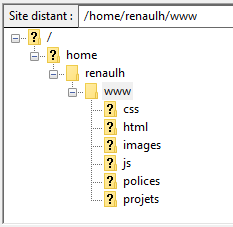 Site distant : /home/renaulh/www
/
home
renaulh
www
css
html
images
js
polices
projets